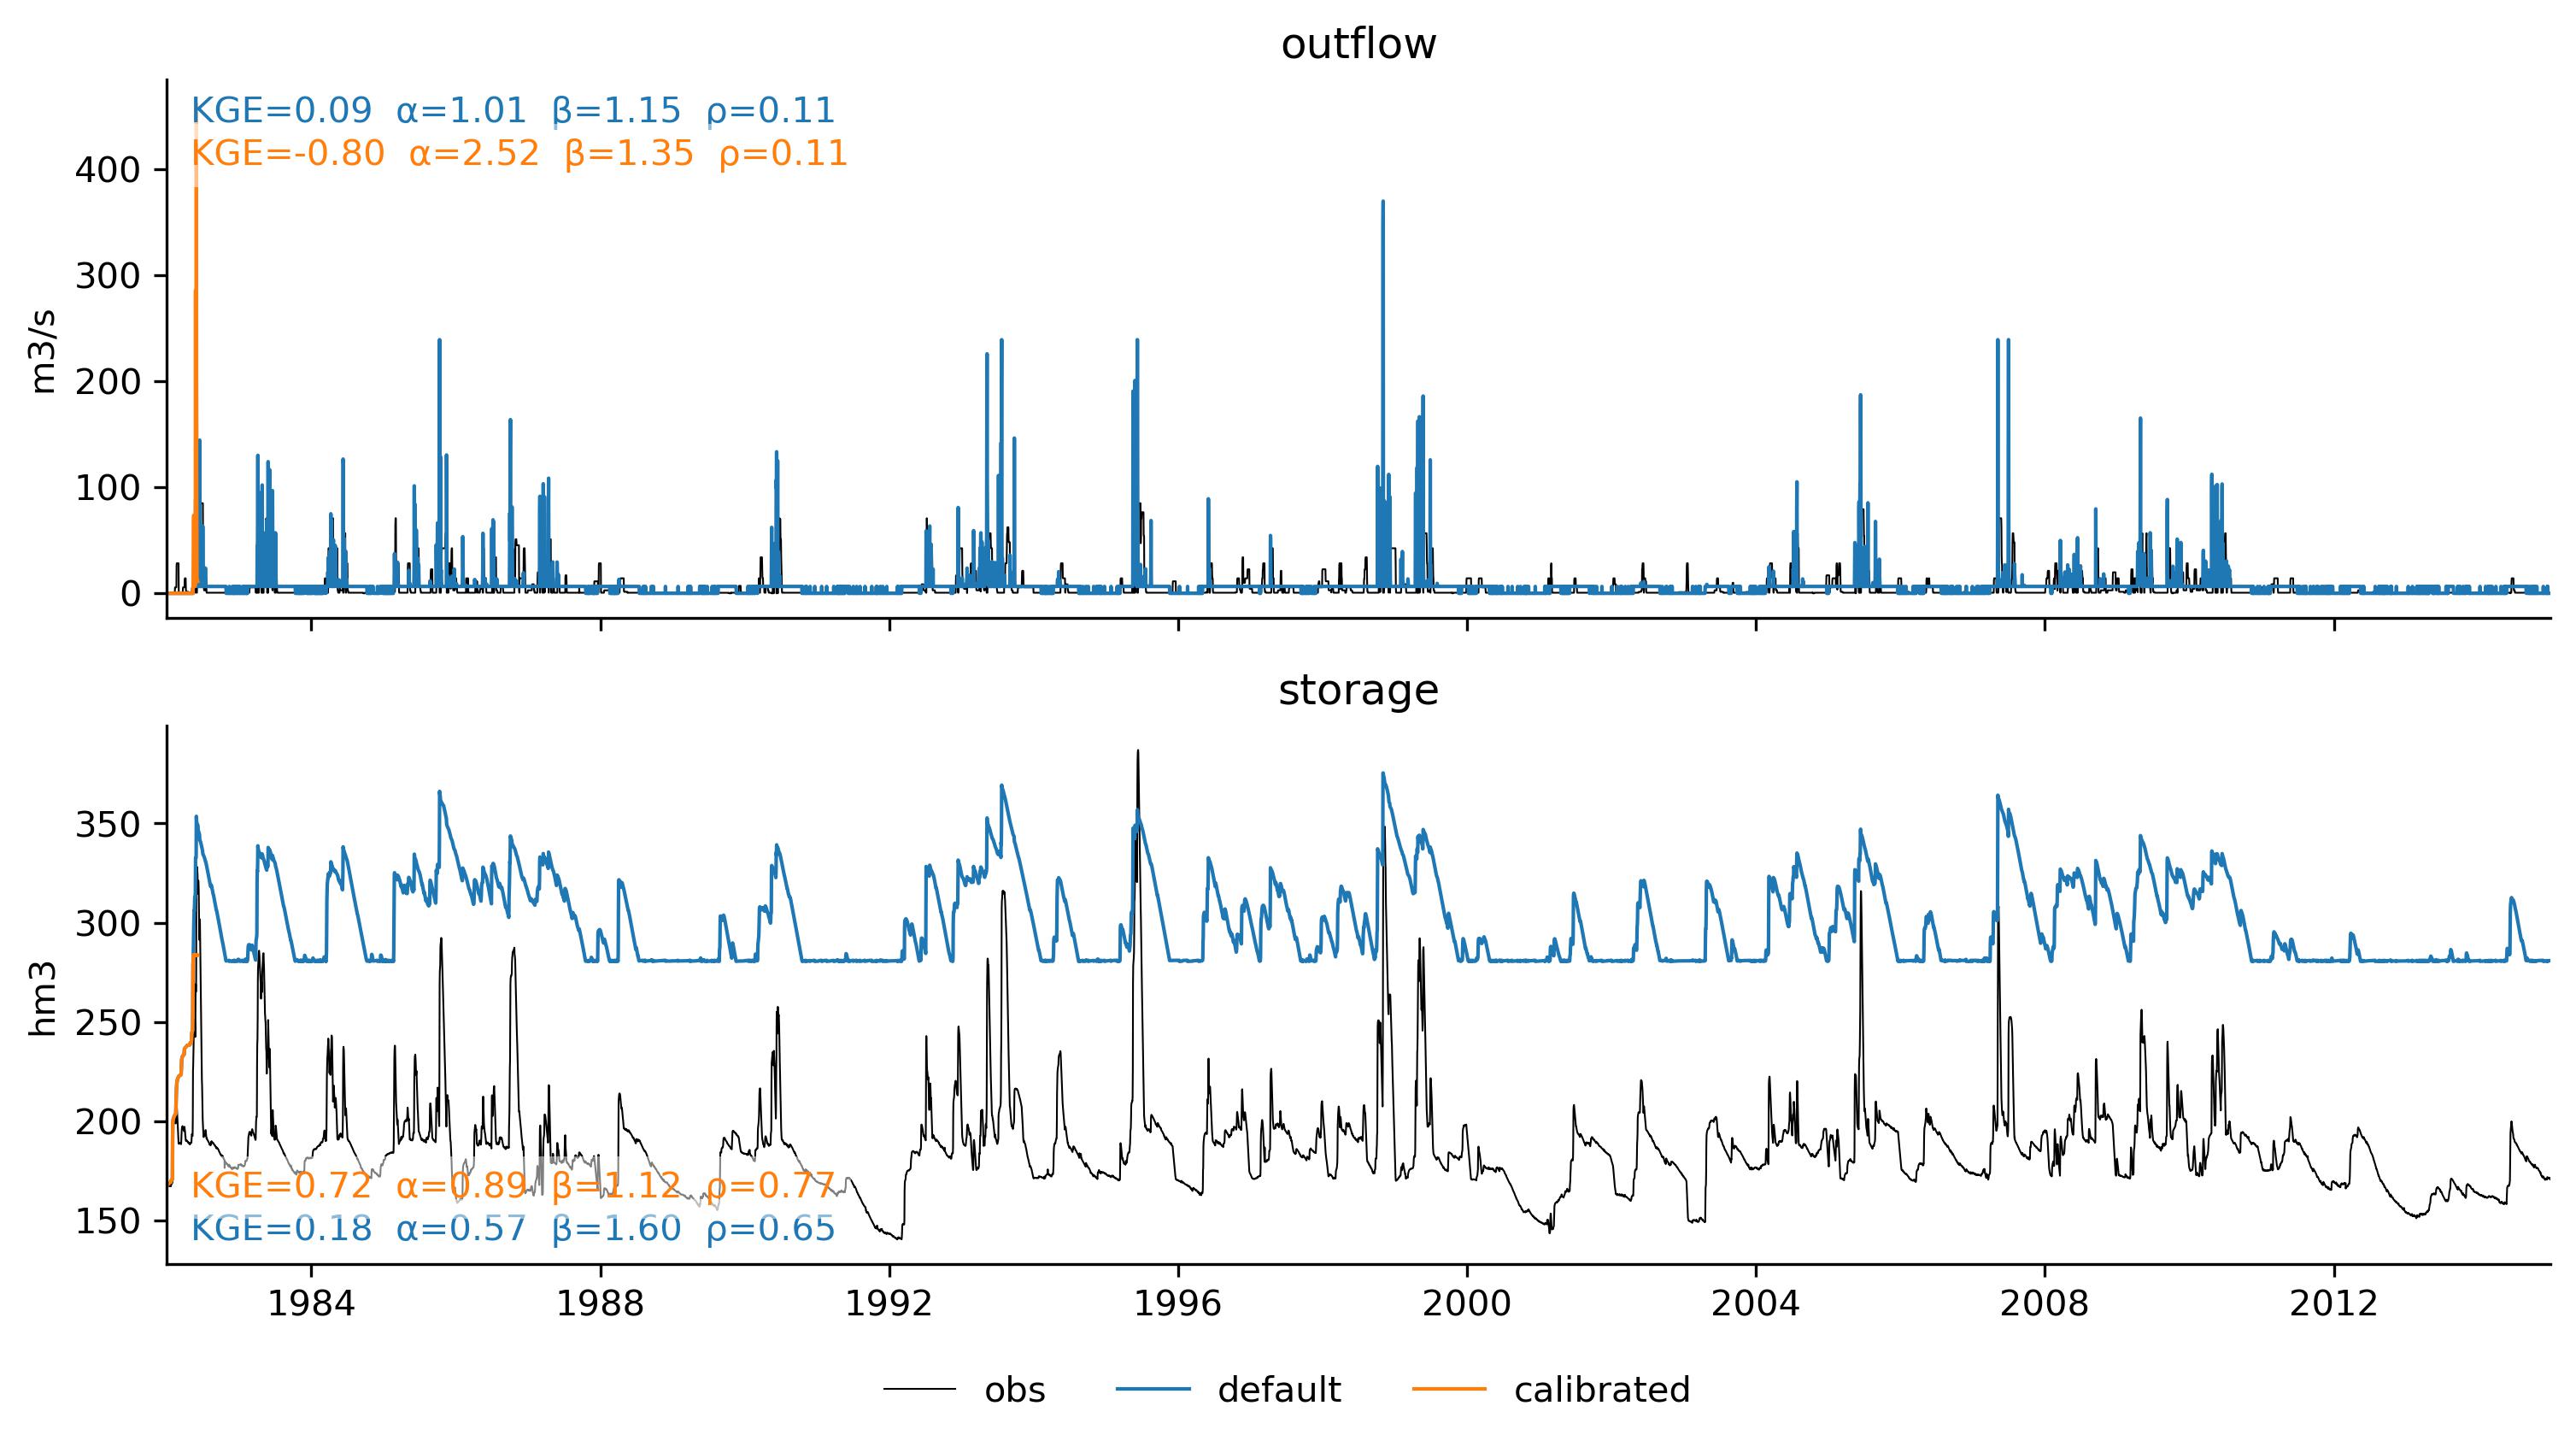 outflow
KGE=0.09 α=1.01 β=1.15 ρ=0.11
KGE=-0.80 α=2.52 β=1.35 ρ=0.11
400
300
200
100
0
m3/s
storage
350
300
250
200
150
hm3
KGE=0.72 α=0.89 β=1.12 ρ=0.77
KGE=0.18 α=0.57 β=1.60 ρ=0.65
1984 1988 1992 1996 2000 2004 2008 2012
obs default calibrated